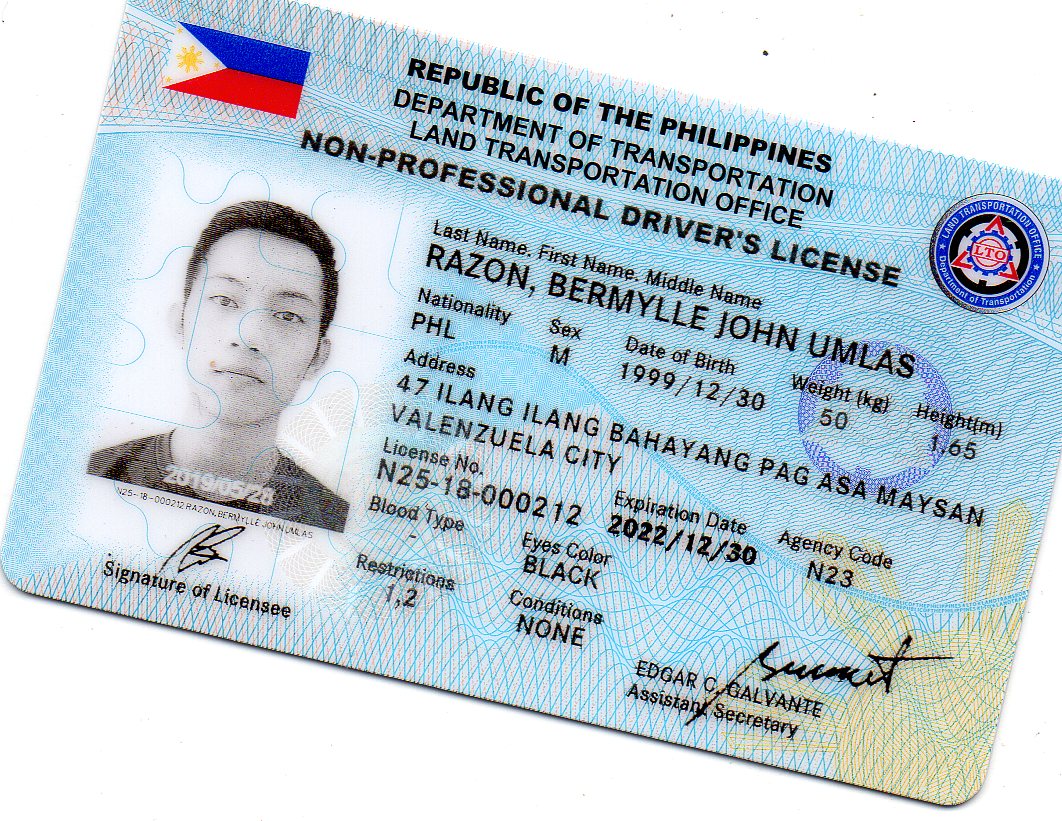 REPUBLIC OF THE PHILIPPINES
DEPARTMENT OF TRANSPORTATION
LAND TRANSPORTATION OFFICE
NON-PROFESSIONAL DRIVER'S LICENSE
LAND TRANSPORTATION OFFICE
LTO
Department of Transportation
Last Name. First Name. Middle Name
RAZON, BERMYLLE JOHN UMLAS
Nationality Sex Date of Birth Weight (kg) Height(m)
PHL M 1999/12/30 50 1.65
Address
47 ILANG ILANG BAHAYANG PAG ASA MAYSAN
VALENZUELA CITY
License No. Expiration Date Agency Code
N25-18-000212 2022/12/30 N23
Blood Type Eyes Color
- BLACK
Restrictions Conditions
1,2 NONE
2019/05/28
N25-18-000212 RAZON, BERMYLLE JOHN UMLAS
Signature of Licensee
EDGAR C. GALVANTE
Assistant Secretary